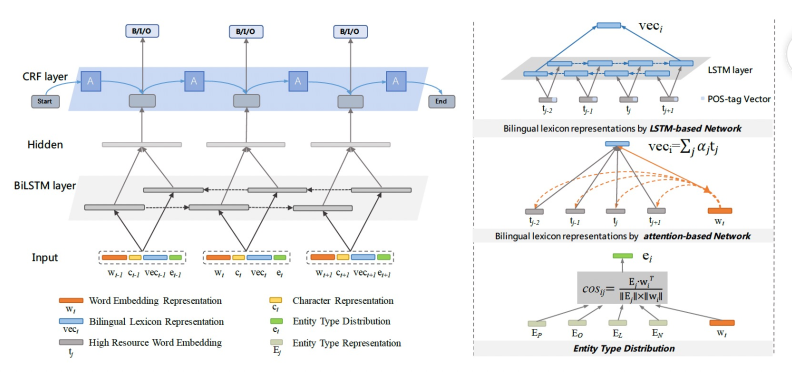 B/I/O
B/I/O
B/I/O
CRF layer
A
A
A
A
Start
End
Hidden
BiLSTM layer
Input
w_{t-1} c_{t-1} vec_{t-1} e_{t-1}
w_t c_t vec_t e_t
w_{t+1} c_{t+1} vec_{t+1} e_{t+1}
Word Embedding Representation
w_t
Bilingual Lexicon Representation
vec_t
High Resource Word Embedding
t_j
Character Representation
c_t
Entity Type Distribution
e_t
Entity Type Representation
E_j
vec_i
LSTM layer
POS-tag Vector
t_{j-2} t_{j-1} t_j t_{j+1}
Bilingual lexicon representations by LSTM-based Network
vec_i=∑_j α_j t_j
t_{j-2} t_{j-1} t_j t_{j+1} w_t
Bilingual lexicon representations by attention-based Network
e_i
cos_{ij}= E_j·w_i^T / ‖E_j‖×‖w_i‖
E_P E_O E_L E_N w_t
Entity Type Distribution